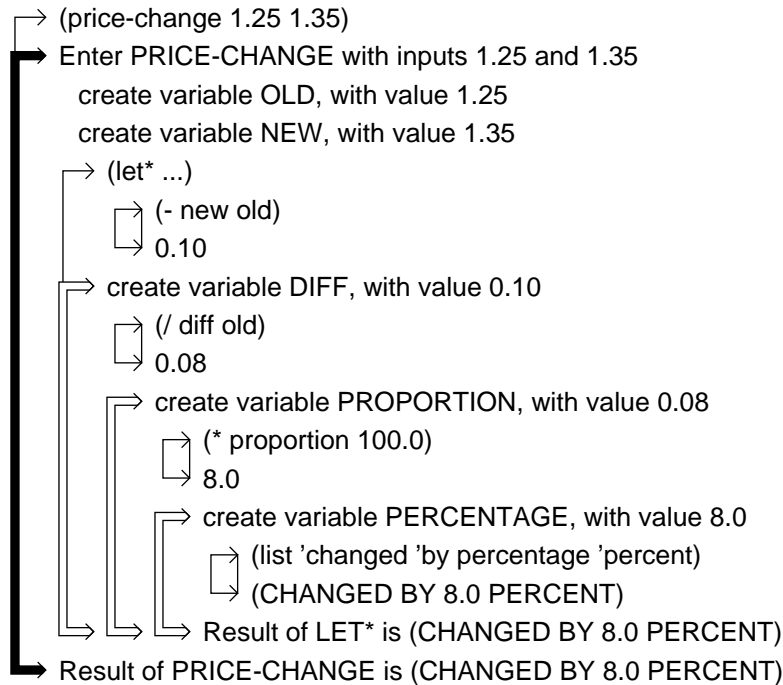 (price-change 1.25 1.35)
Enter PRICE-CHANGE with inputs 1.25 and 1.35
create variable OLD, with value 1.25
create variable NEW, with value 1.35
(let* ...)
(- new old)
0.10
create variable DIFF, with value 0.10
(/ diff old)
0.08
create variable PROPORTION, with value 0.08
(* proportion 100.0)
8.0
create variable PERCENTAGE, with value 8.0
(list ’changed ’by percentage ’percent)
(CHANGED BY 8.0 PERCENT)
Result of LET* is (CHANGED BY 8.0 PERCENT)
Result of PRICE-CHANGE is (CHANGED BY 8.0 PERCENT)